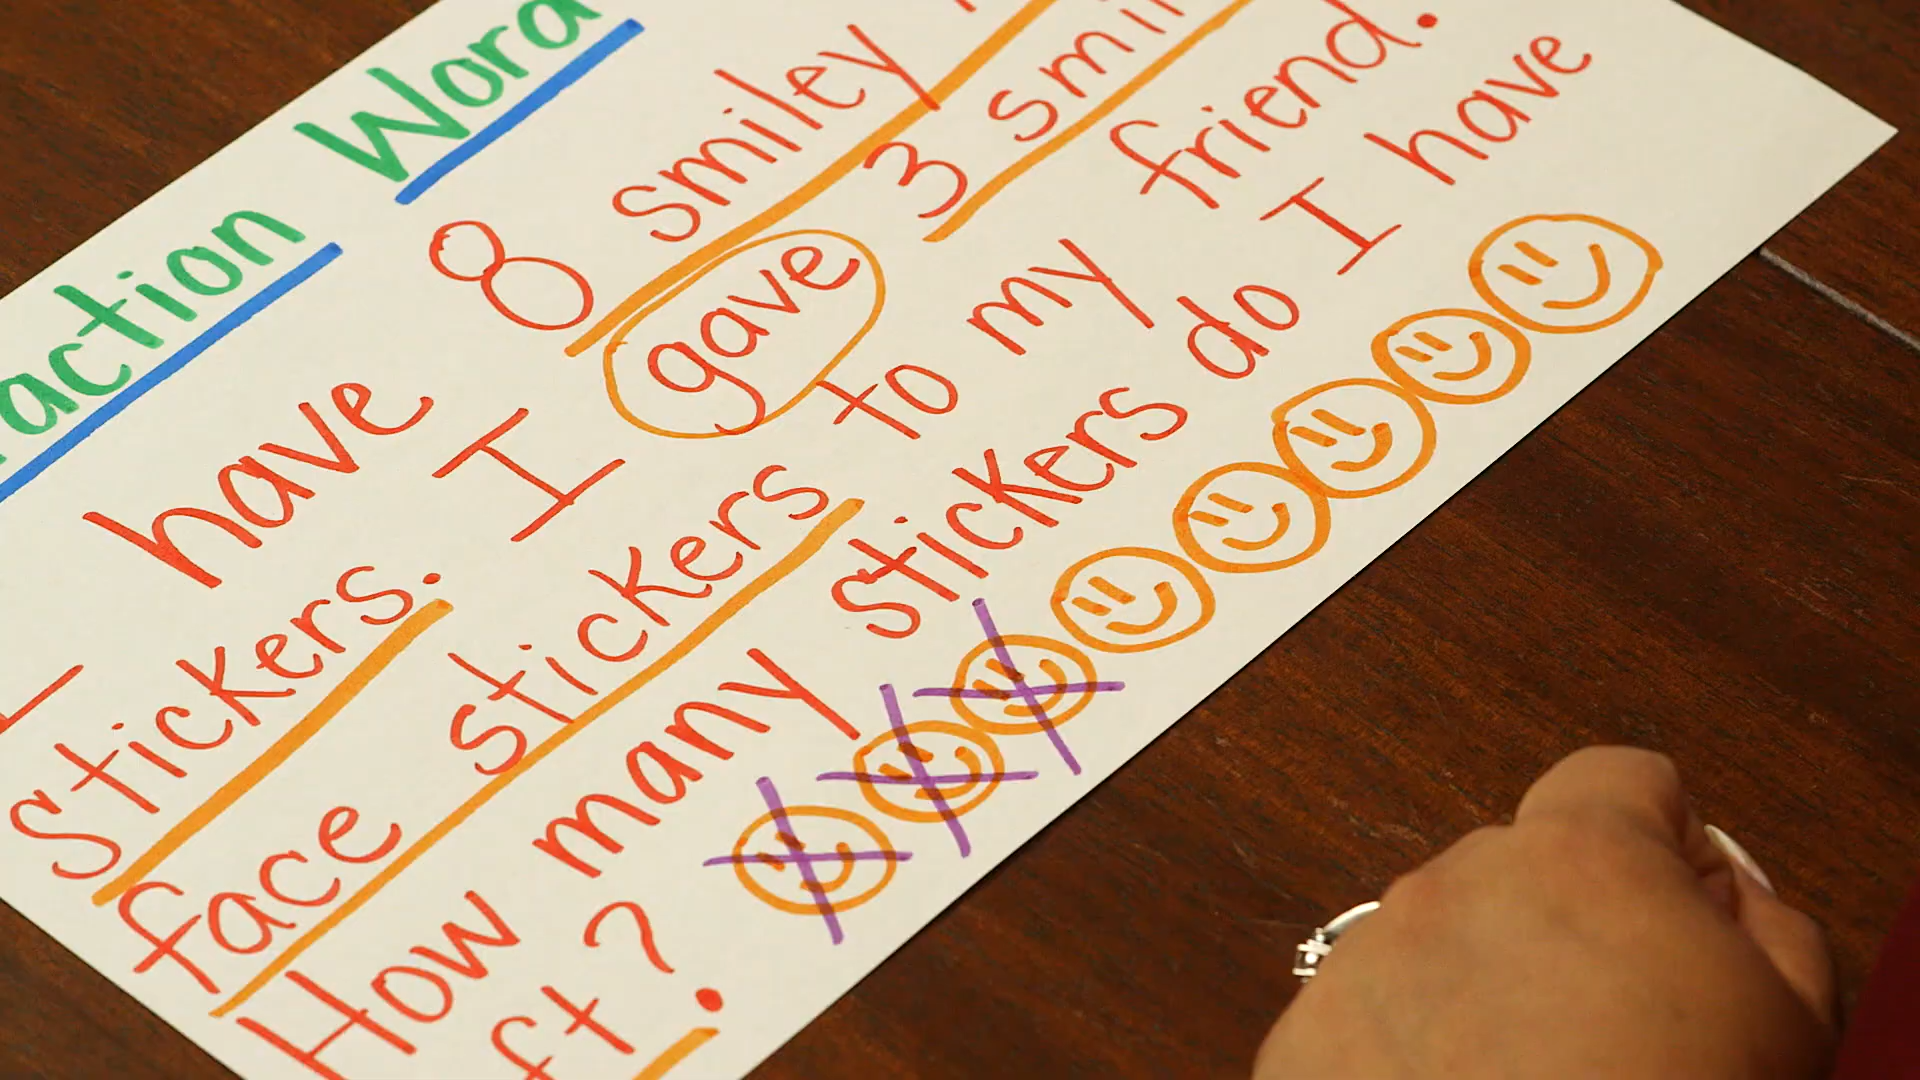 action Word
have 8 smiley
stickers. I gave 3 smil
face stickers to my friend.
How many stickers do I have
ft?